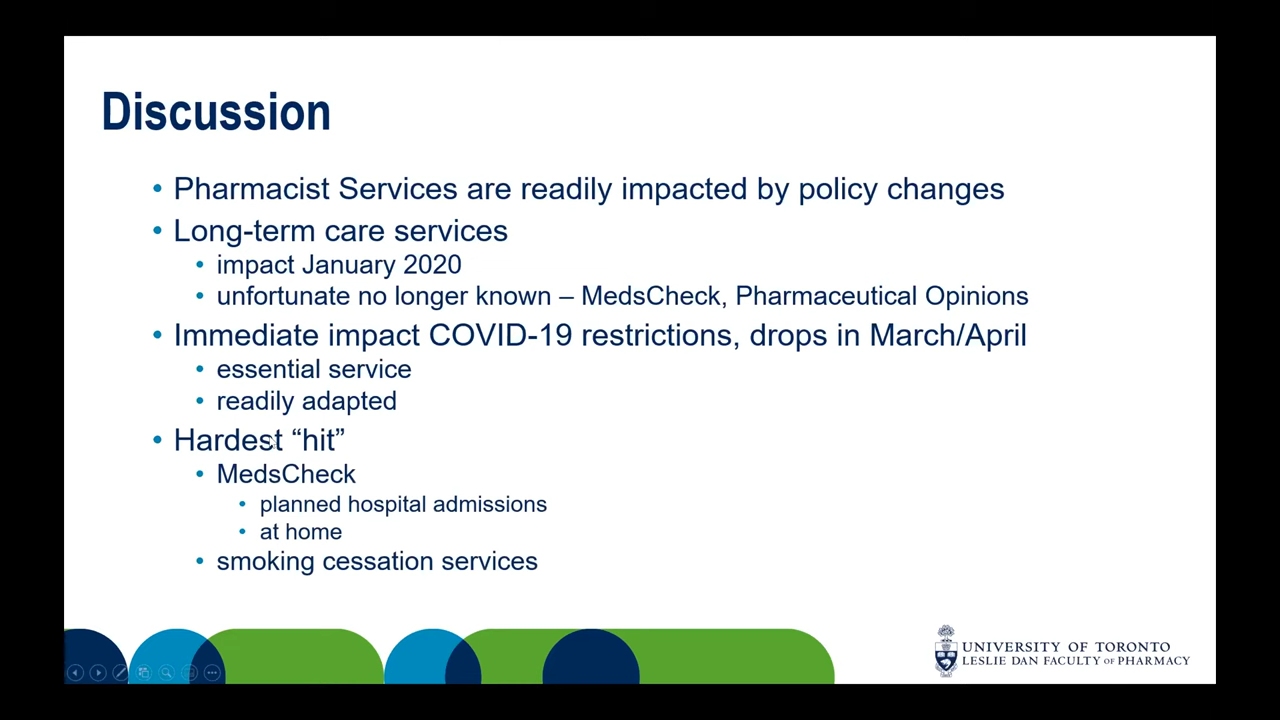 Discussion
• Pharmacist Services are readily impacted by policy changes
• Long-term care services
• impact January 2020
• unfortunate no longer known – MedsCheck, Pharmaceutical Opinions
• Immediate impact COVID-19 restrictions, drops in March/April
• essential service
• readily adapted
• Hardest “hit”
• MedsCheck
• planned hospital admissions
• at home
• smoking cessation services
UNIVERSITY OF TORONTO
LESLIE DAN FACULTY OF PHARMACY